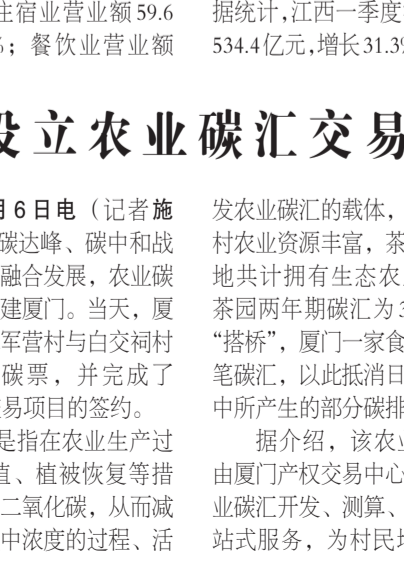 住宿业营业额59.6
%；餐饮业营业额
据统计，江西一季度
534.4亿元，增长31.3%
设立农业碳汇交易
月6日电（记者施
碳达峰、碳中和战
融合发展，农业碳
建厦门。当天，厦
军营村与白交祠村
碳票，并完成了
交易项目的签约。
是指在农业生产过
植、植被恢复等措
二氧化碳，从而减
中浓度的过程、活
发农业碳汇的载体，
村农业资源丰富，茶
地共计拥有生态农
茶园两年期碳汇为3
“搭桥”，厦门一家食
笔碳汇，以此抵消日
中所产生的部分碳排
据介绍，该农业
由厦门产权交易中心
业碳汇开发、测算、
站式服务，为村民